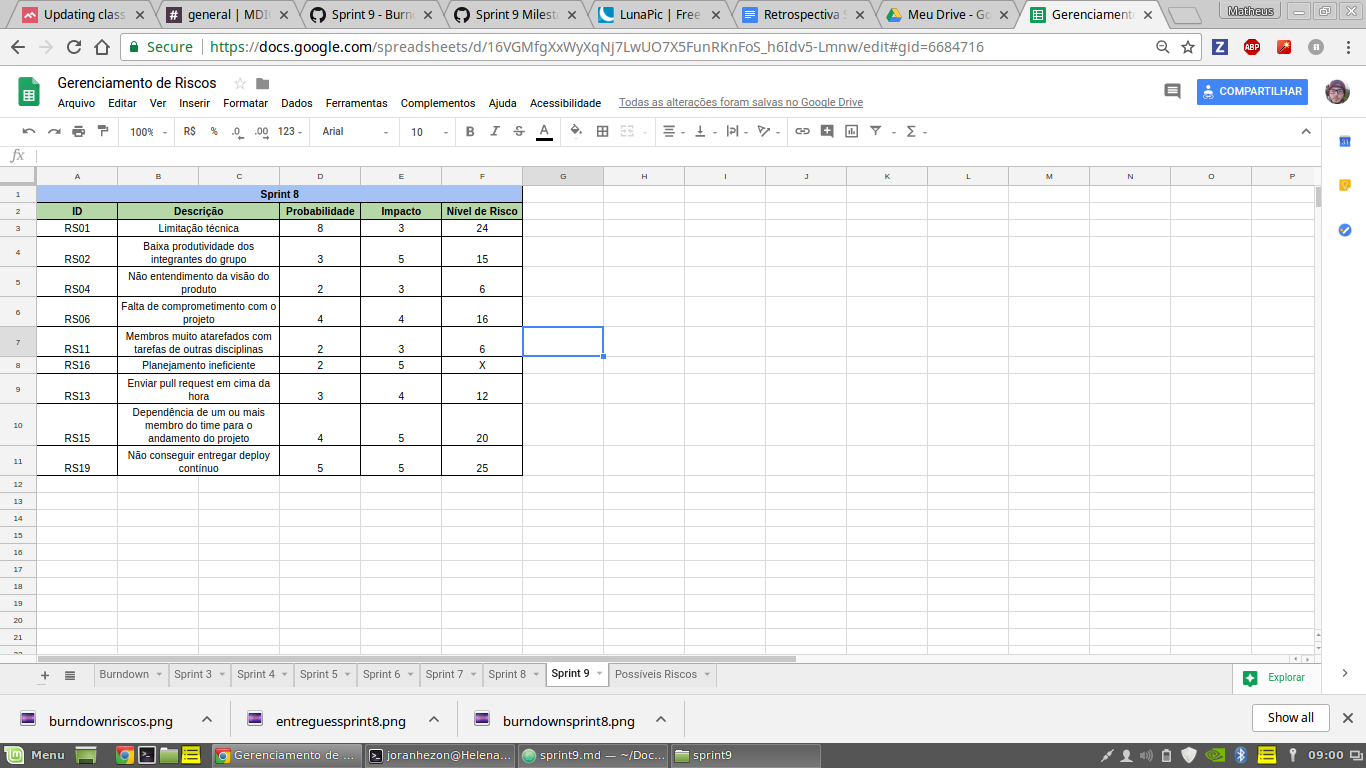 Updating class
general | MDI
Sprint 9 - Burn
Sprint 9 Milest
LunaPic | Free
Retrospectiva S
Meu Drive - Go
Gerenciament
Matheus
Secure
https://docs.google.com/spreadsheets/d/16VGMfgXxWyXqNj7LwUO7X5FunRKnFoS_h6Idv5-Lmnw/edit#gid=6684716
Gerenciamento de Riscos
Arquivo Editar Ver Inserir Formatar Dados Ferramentas Complementos Ajuda Acessibilidade Todas as alterações foram salvas no Google Drive
COMPARTILHAR
100% R$ % .0 .00 123 Arial 10 B I S A
fx
A B C D E F G H I J K L M N O P
1 Sprint 8
2 ID Descrição Probabilidade Impacto Nível de Risco
3 RS01 Limitação técnica 8 3 24
Baixa produtividade dos
4 RS02 integrantes do grupo 3 5 15
Não entendimento da visão do
5 RS04 produto 2 3 6
Falta de comprometimento com o
6 RS06 projeto 4 4 16
Membros muito atarefados com
7 RS11 tarefas de outras disciplinas 2 3 6
8 RS16 Planejamento ineficiente 2 5 X
Enviar pull request em cima da
9 RS13 hora 3 4 12
Dependência de um ou mais
membro do time para o
10 RS15 andamento do projeto 4 5 20
Não conseguir entregar deploy
11 RS19 contínuo 5 5 25
12
13
14
15
16
17
18
19
20
21
Burndown Sprint 3 Sprint 4 Sprint 5 Sprint 6 Sprint 7 Sprint 8 Sprint 9 Possíveis Riscos
Explorar
burndownriscos.png
entreguessprint8.png
burndownsprint8.png
Show all
Menu
Gerenciamento de ...
joranhezon@Helena...
sprint9.md — ~/Doc...
sprint9
09:00